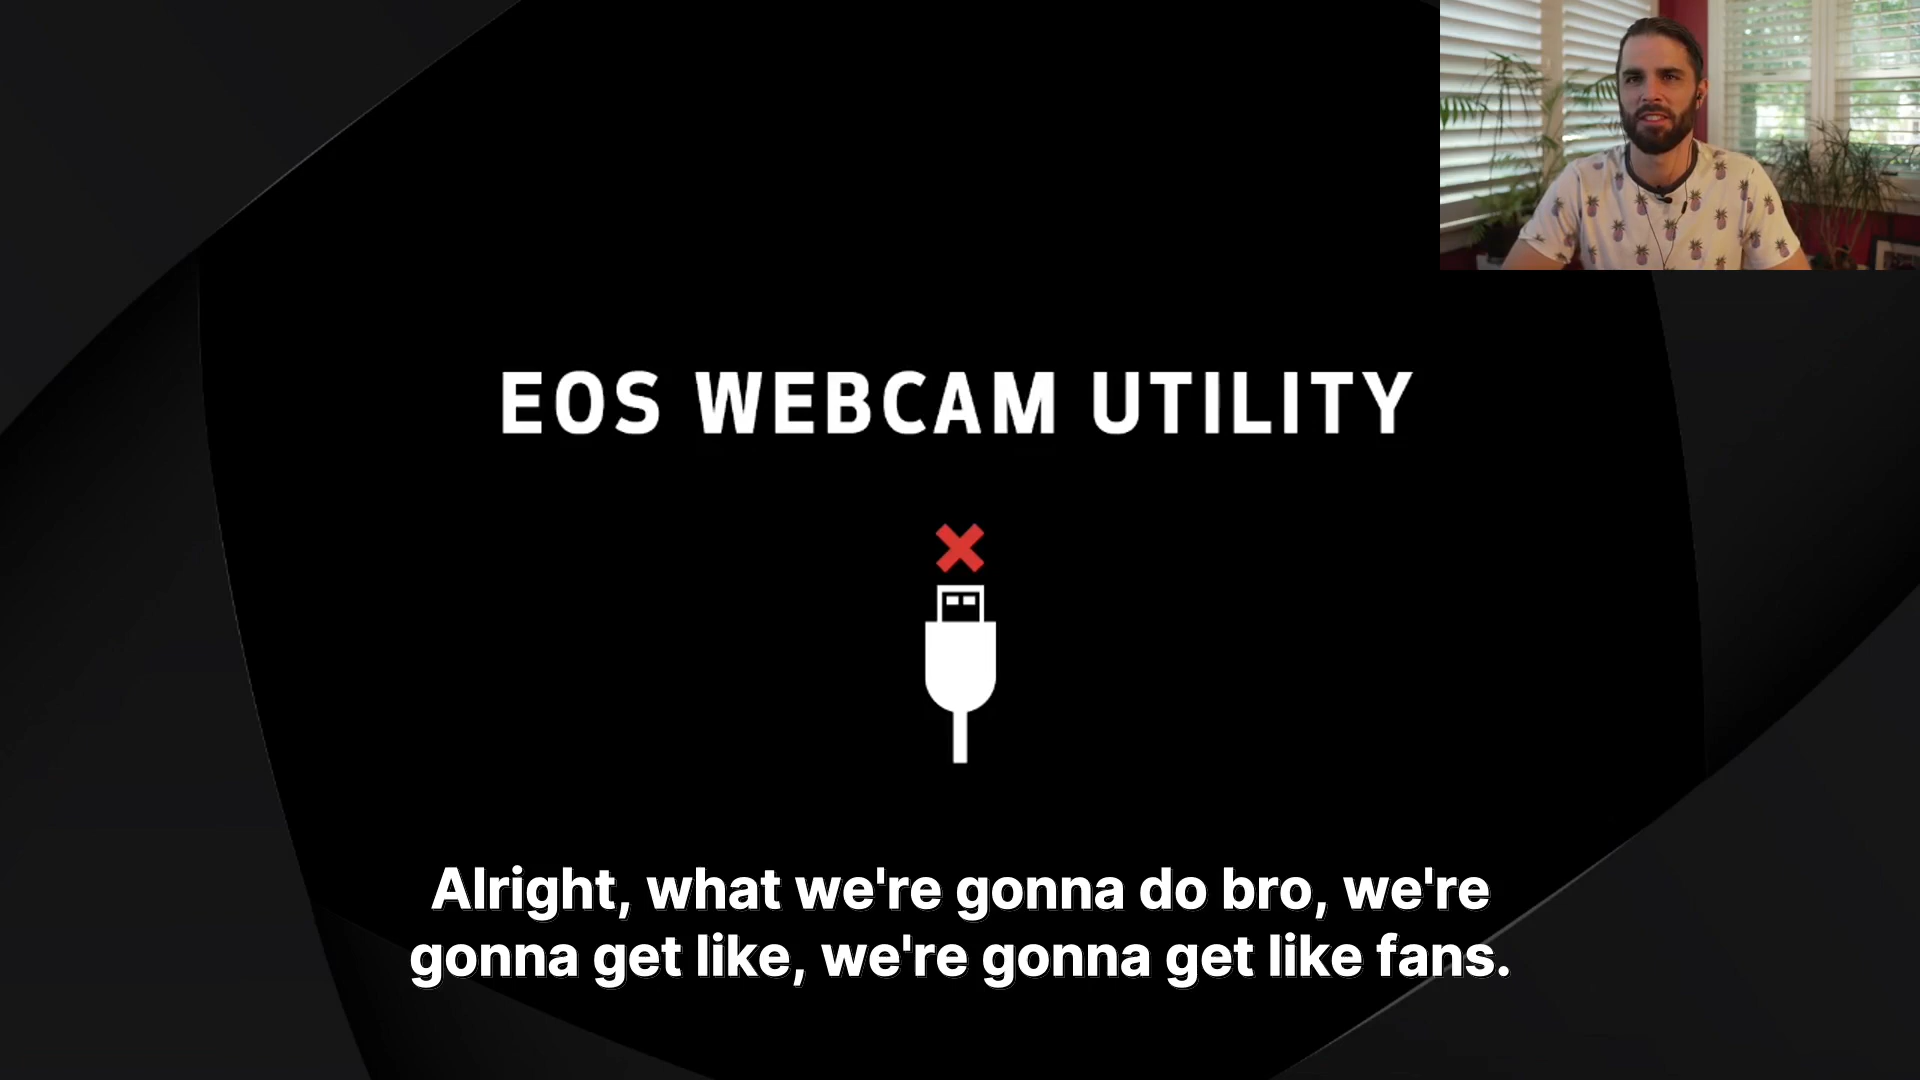 EOS WEBCAM UTILITY
Alright, what we're gonna do bro, we're
gonna get like, we're gonna get like fans.